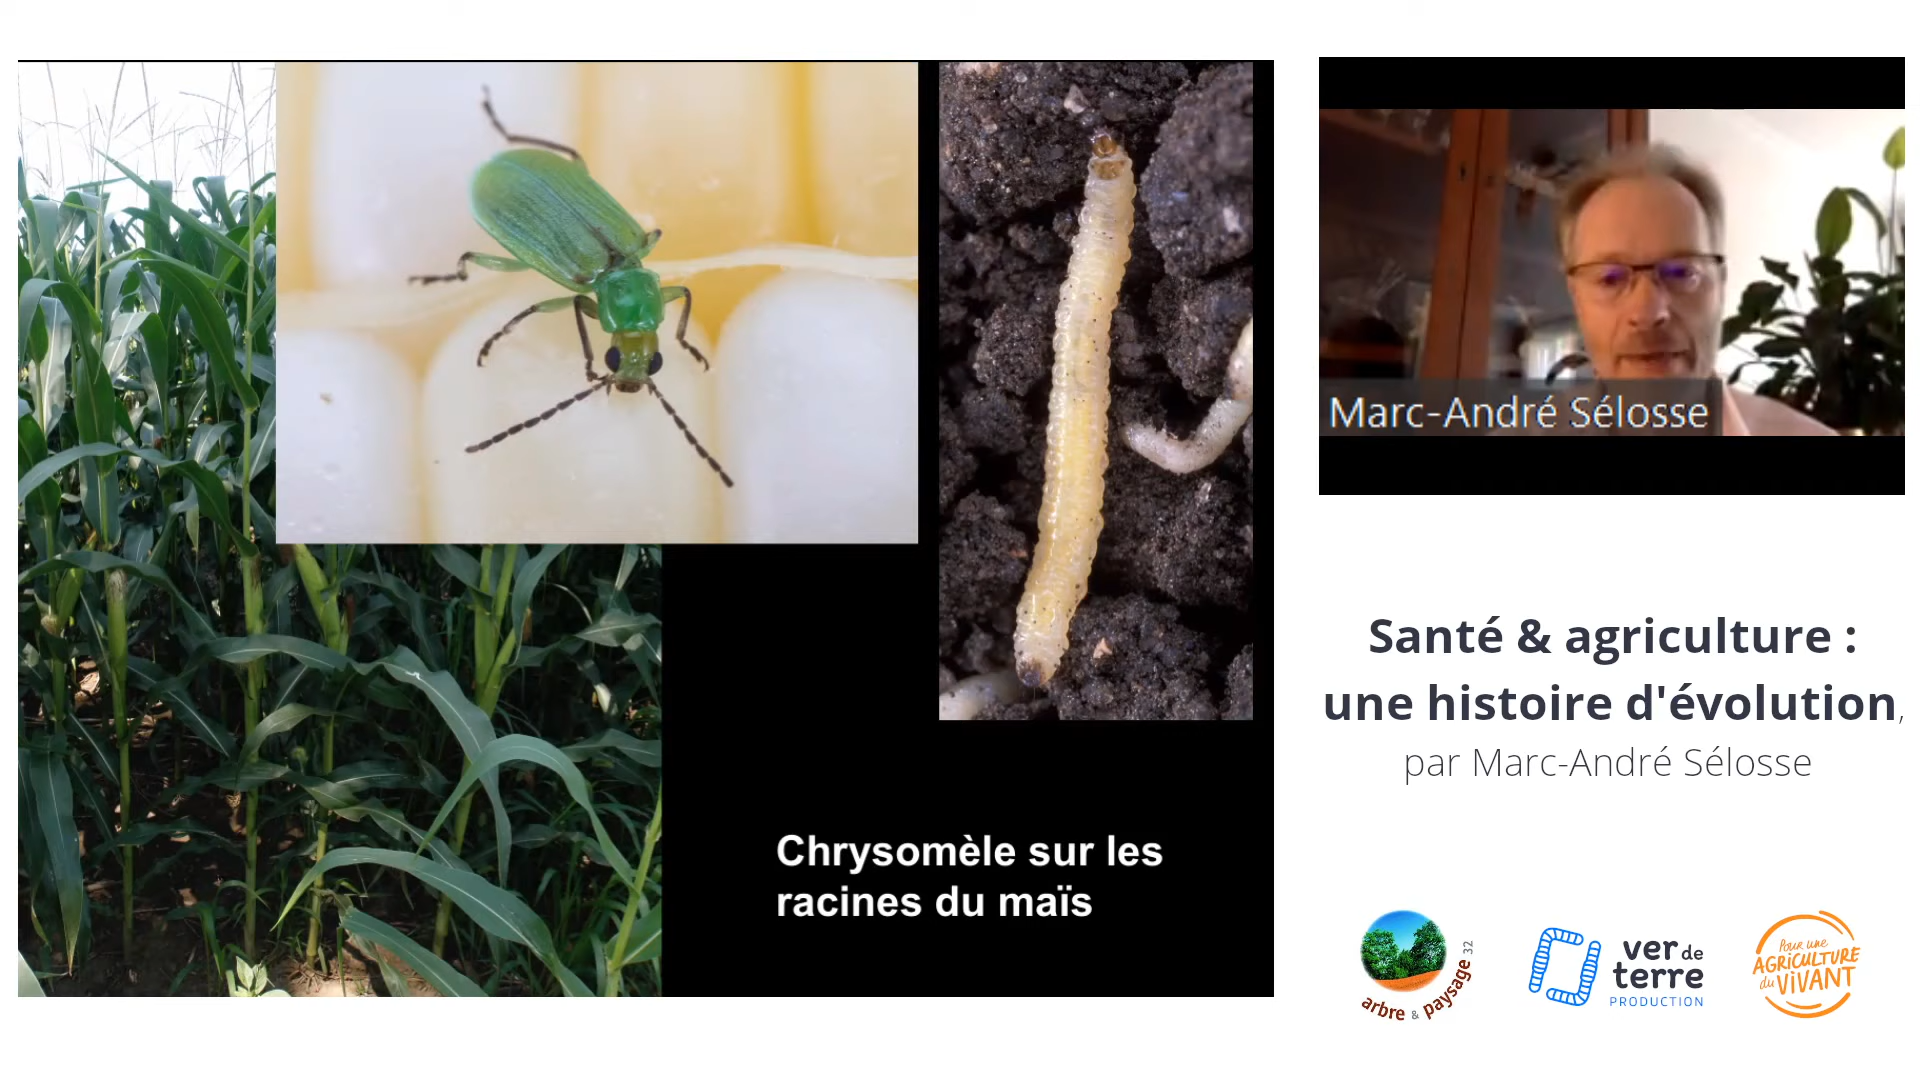 Chrysomèle sur les
racines du maïs
Marc-André Sélosse
Santé & agriculture :
une histoire d'évolution,
par Marc-André Sélosse
arbre & paysage 32
ver de
terre
PRODUCTION
Pour une
AGRICULTURE
du VIVANT